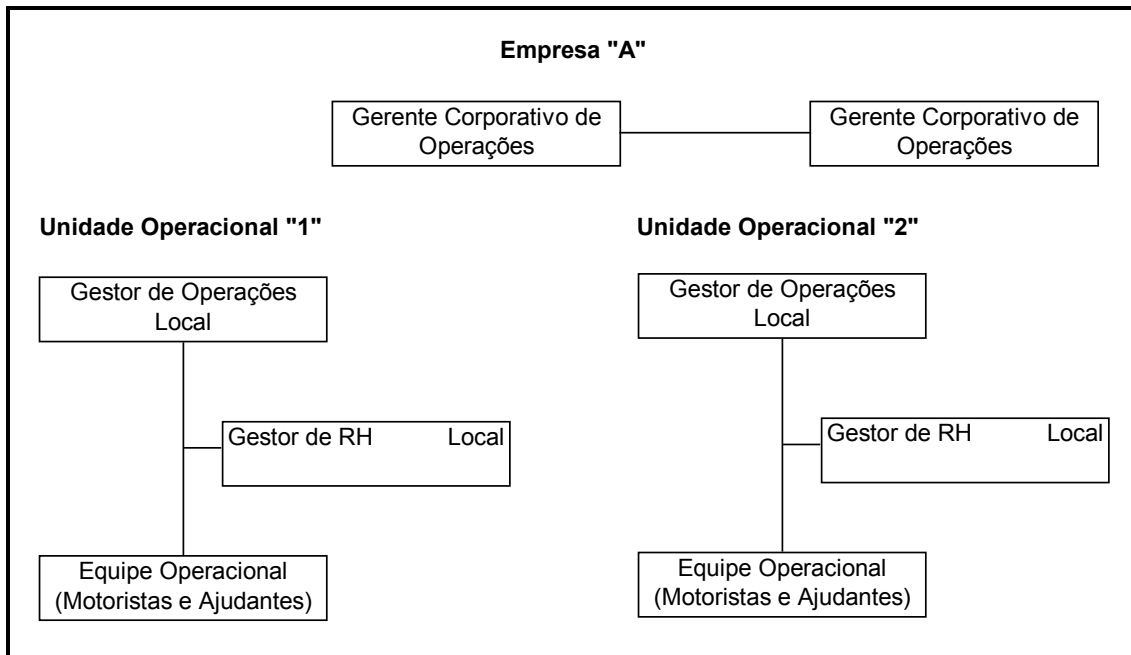 Empresa "A"
Gerente Corporativo de
Operações
Gerente Corporativo de
Operações
Unidade Operacional "1"
Gestor de Operações
Local
Gestor de RH Local
Equipe Operacional
(Motoristas e Ajudantes)
Unidade Operacional "2"
Gestor de Operações
Local
Gestor de RH Local
Equipe Operacional
(Motoristas e Ajudantes)